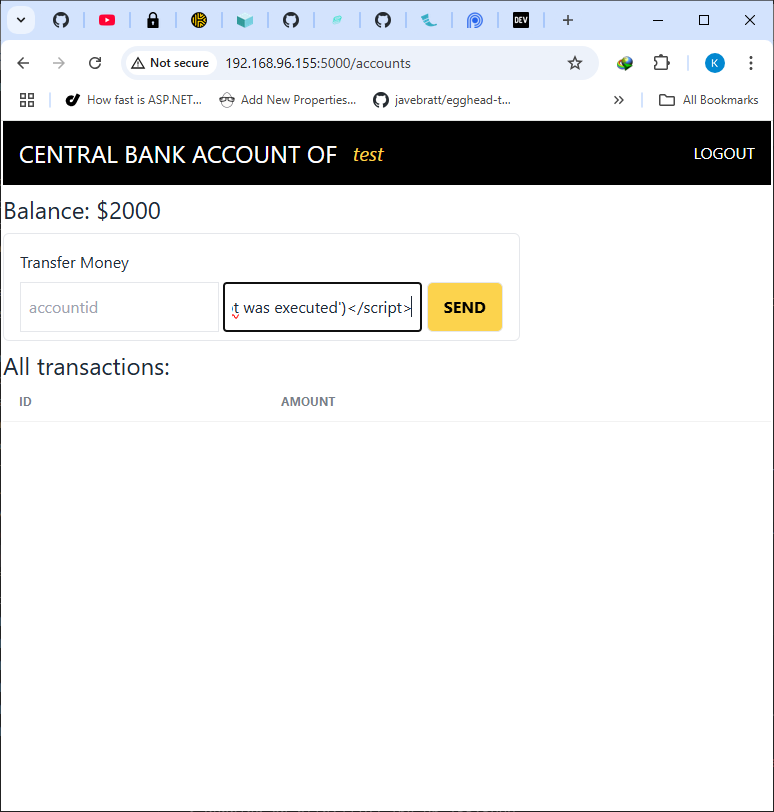 DEV
Not secure 192.168.96.155:5000/accounts K
How fast is ASP.NET... Add New Properties... javebratt/egghead-t... » All Bookmarks
CENTRAL BANK ACCOUNT OF test LOGOUT
Balance: $2000
Transfer Money
accountid t was executed')</script> SEND
All transactions:
ID AMOUNT